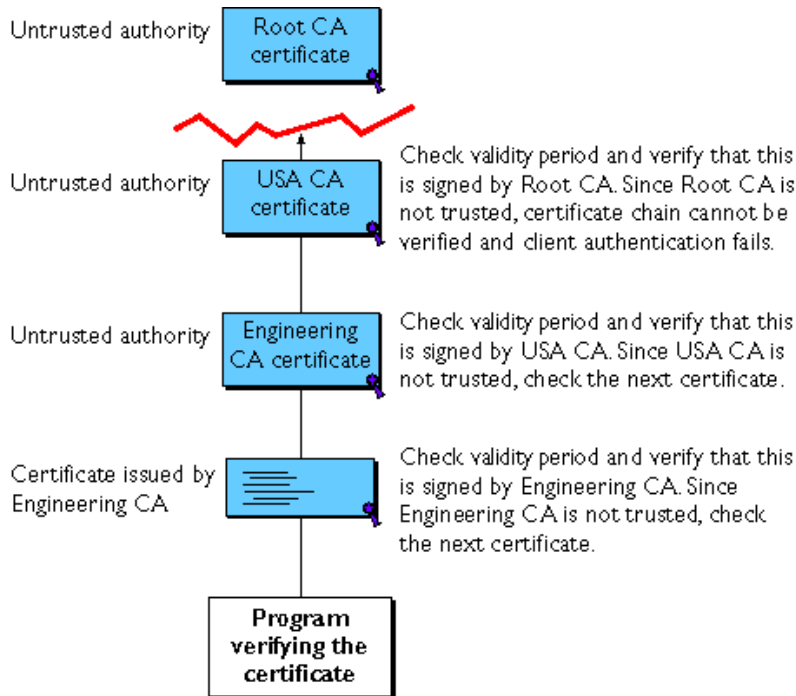 Untrusted authority
Root CA
certificate
Untrusted authority
USA CA
certificate
Check validity period and verify that this
is signed by Root CA. Since Root CA is
not trusted, certificate chain cannot be
verified and client authentication fails.
Untrusted authority
Engineering
CA certificate
Check validity period and verify that this
is signed by USA CA. Since USA CA is
not trusted, check the next certificate.
Certificate issued by
Engineering CA
Check validity period and verify that this
is signed by Engineering CA. Since
Engineering CA is not trusted, check
the next certificate.
Program
verifying the
certificate